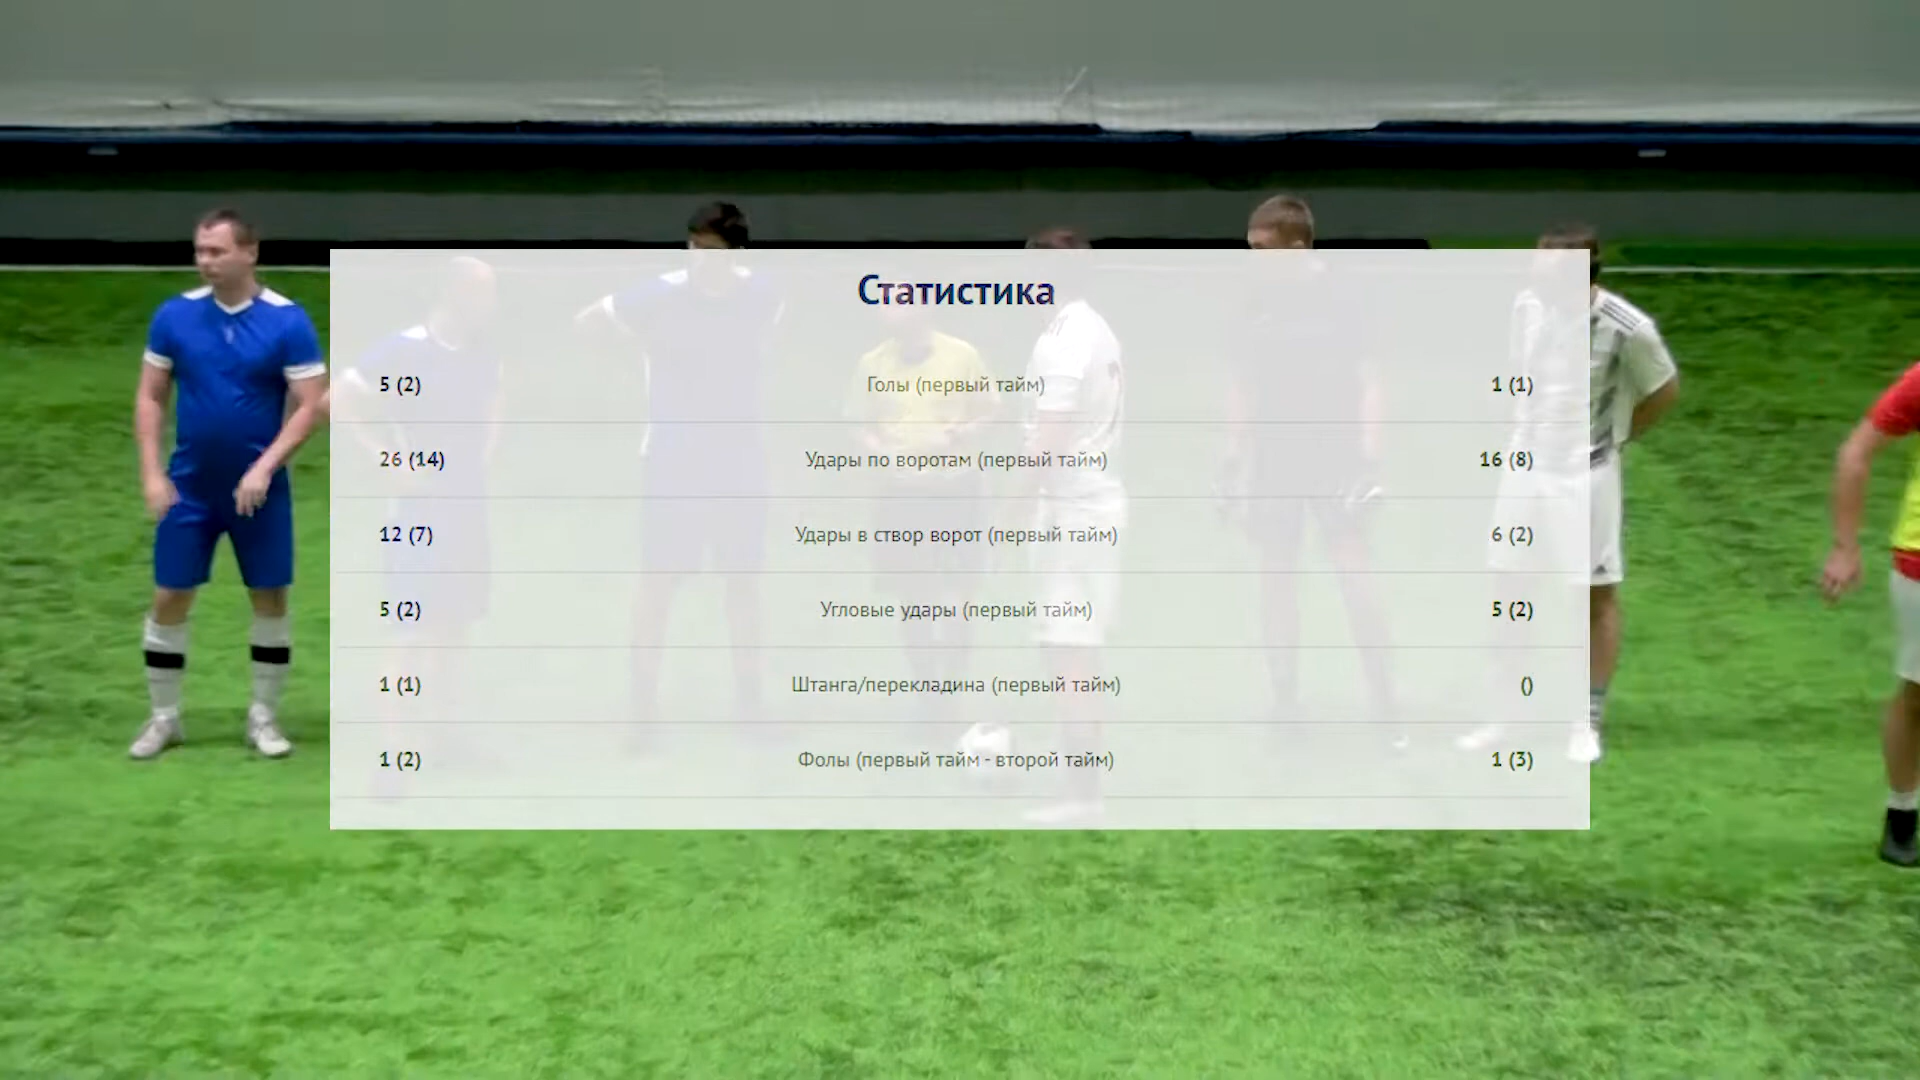 Статистика
5 (2) Голы (первый тайм) 1 (1)
26 (14) Удары по воротам (первый тайм) 16 (8)
12 (7) Удары в створ ворот (первый тайм) 6 (2)
5 (2) Угловые удары (первый тайм) 5 (2)
1 (1) Штанга/перекладина (первый тайм) ()
1 (2) Фолы (первый тайм - второй тайм) 1 (3)